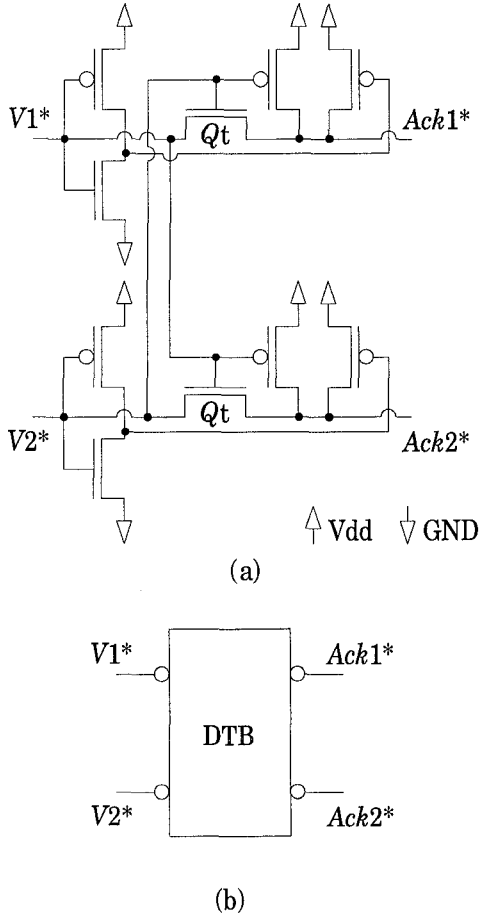 V1*
Qt
Ack1*
V2*
Qt
Ack2*
Vdd
GND
(a)
V1*
Ack1*
DTB
V2*
Ack2*
(b)